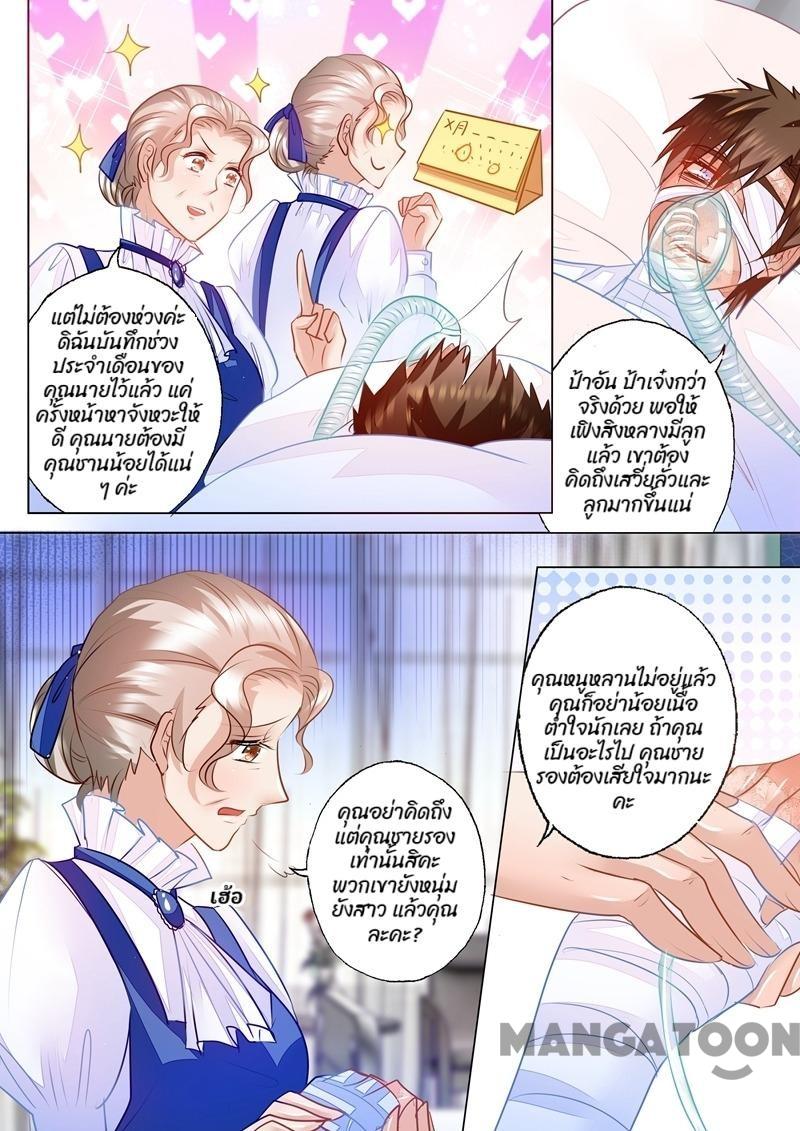 X月
แต่ไม่ต้องห่วงค่ะ
ดิฉันบันทึกช่วง
ประจำเดือนของ
คุณนายไว้แล้ว แค่
ครั้งหน้าหาจังหวะให้
ดี คุณนายต้องมี
คุณชานน้อยได้แน่
ๆ ค่ะ
ป้าอัน ป้าเจ๋งกว่า
จริงด้วย พอให้
เฟิงสิงหลางมีลูก
แล้ว เขาต้อง
คิดถึงเสวี่ยลั่วและ
ลูกมากขึ้นแน่
คุณหนูหลานไม่อยู่แล้ว
คุณก็อย่าน้อยเนื้อ
ต่ำใจนักเลย ถ้าคุณ
เป็นอะไรไป คุณชาย
รองต้องเสียใจมากนะ
คะ
คุณอย่าคิดถึง
แต่คุณชายรอง
เท่านั้นสิคะ
พวกเขายังหนุ่ม
ยังสาว แล้วคุณ
ละคะ?
เฮ้อ
MANGATOON